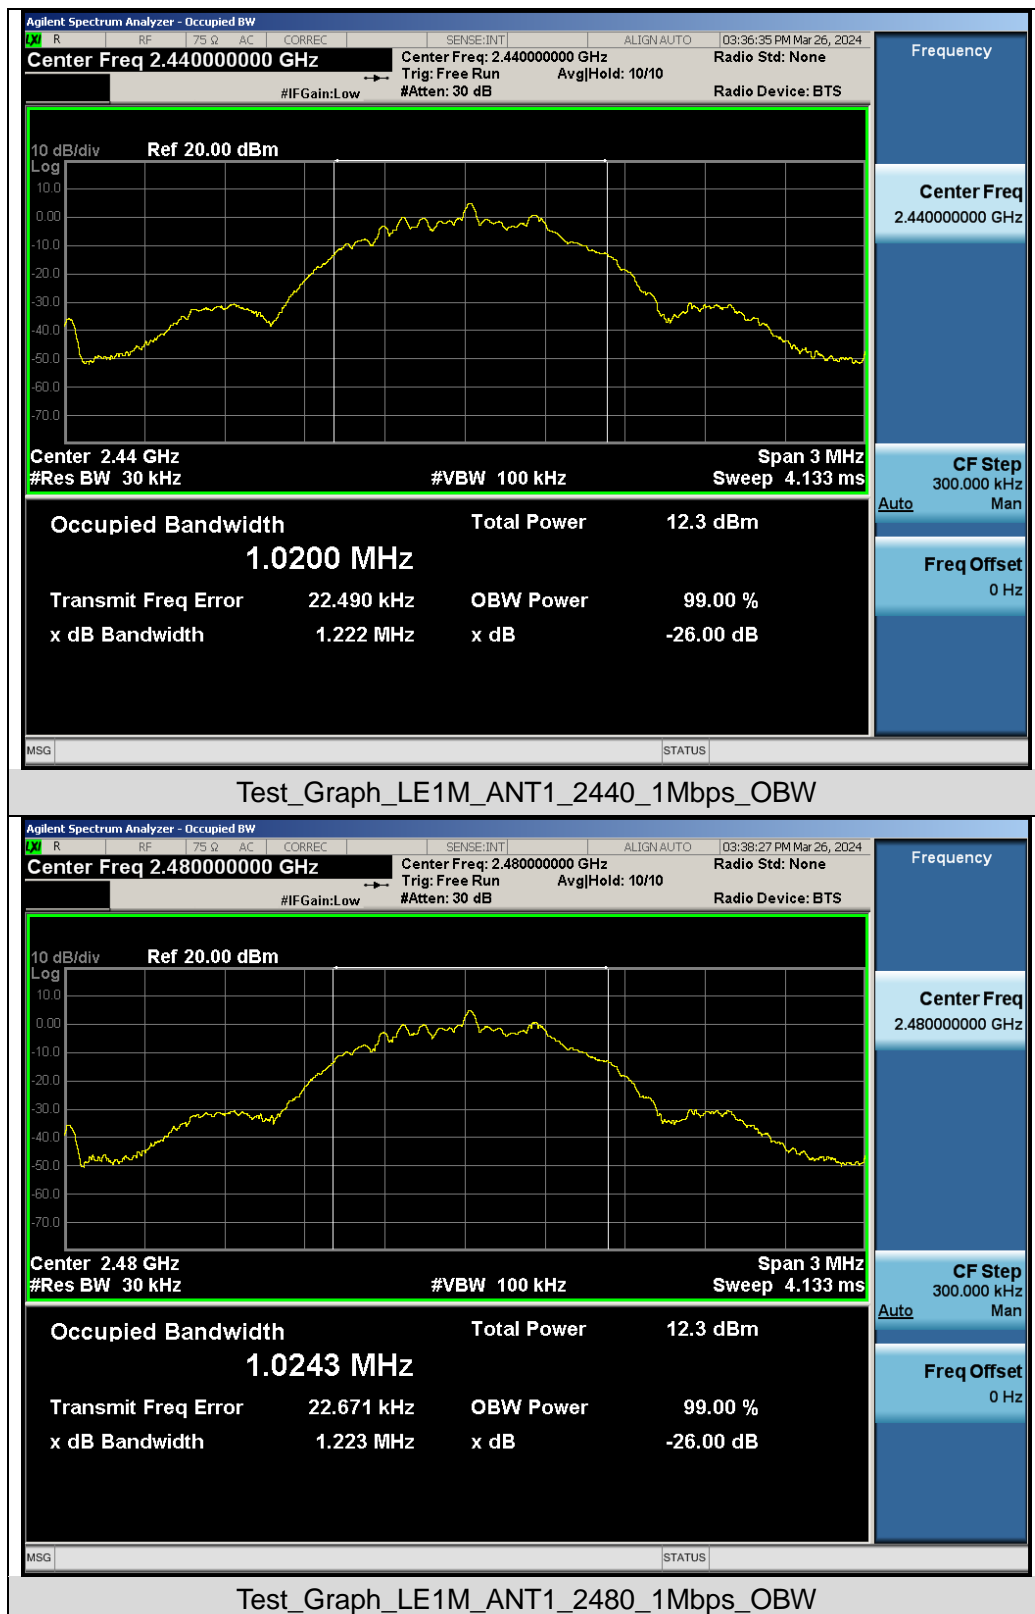 Agilent Spectrum Analyzer - Occupied BW
LXI R RF 75 Ω AC CORREC SENSE:INT ALIGN AUTO 03:36:35 PM Mar 26, 2024
Center Freq 2.440000000 GHz
Center Freq: 2.440000000 GHz Radio Std: None
Trig: Free Run Avg|Hold: 10/10
#IFGain:Low #Atten: 30 dB Radio Device: BTS
Frequency
10 dB/div Ref 20.00 dBm
Log
10.0
0.00
-10.0
-20.0
-30.0
-40.0
-50.0
-60.0
-70.0
Center Freq
2.440000000 GHz
Center 2.44 GHz Span 3 MHz
#Res BW 30 kHz #VBW 100 kHz Sweep 4.133 ms
CF Step
300.000 kHz
Auto Man
Occupied Bandwidth Total Power 12.3 dBm
1.0200 MHz
Freq Offset
0 Hz
Transmit Freq Error 22.490 kHz OBW Power 99.00 %
x dB Bandwidth 1.222 MHz x dB -26.00 dB
MSG STATUS
Test_Graph_LE1M_ANT1_2440_1Mbps_OBW
Agilent Spectrum Analyzer - Occupied BW
LXI R RF 75 Ω AC CORREC SENSE:INT ALIGN AUTO 03:38:27 PM Mar 26, 2024
Center Freq 2.480000000 GHz
Center Freq: 2.480000000 GHz Radio Std: None
Trig: Free Run Avg|Hold: 10/10
#IFGain:Low #Atten: 30 dB Radio Device: BTS
Frequency
10 dB/div Ref 20.00 dBm
Log
10.0
0.00
-10.0
-20.0
-30.0
-40.0
-50.0
-60.0
-70.0
Center Freq
2.480000000 GHz
Center 2.48 GHz Span 3 MHz
#Res BW 30 kHz #VBW 100 kHz Sweep 4.133 ms
CF Step
300.000 kHz
Auto Man
Occupied Bandwidth Total Power 12.3 dBm
1.0243 MHz
Freq Offset
0 Hz
Transmit Freq Error 22.671 kHz OBW Power 99.00 %
x dB Bandwidth 1.223 MHz x dB -26.00 dB
MSG STATUS
Test_Graph_LE1M_ANT1_2480_1Mbps_OBW